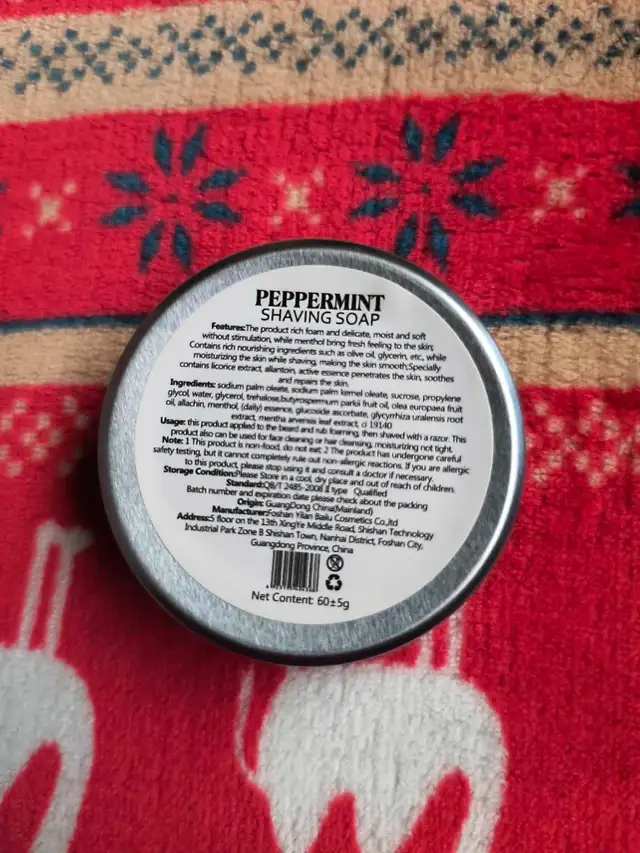 PEPPERMINT
SHAVING SOAP
Features:The product rich foam and delicate, moist and soft
without stimulation, while menthol bring fresh feeling to the skin;
Contains rich nourishing ingredients such as olive oil, glycerin, etc., while
moisturizing the skin while shaving, making the skin smooth;Specially
contains licorice extract, allantoin, active essence penetrates the skin, soothes
and repairs the skin.
Ingredients: sodium palm oleate, sodium palm kernel oleate, sucrose, propylene
glycol, water, glycerol, trehalose,butyrospermum parkii fruit oil, olea europaea fruit
oil, allachin, menthol, (daily) essence, glucoside ascorbate, glycyrrhiza uralensis root
extract, mentha arvensis leaf extract, ci 19140
Usage: this product applied to the beard and rub foaming, then shaved with a razor. This
product also can be used for face cleaning or hair cleansing, moisturizing not tight.
Note: 1 This product is non-food, do not eat; 2 The product has undergone careful
safety testing, but it cannot completely rule out non-allergic reactions. If you are allergic
to this product, please stop using it and consult a doctor if necessary.
Storage Condition:Please Store in a cool, dry place and out of reach of children.
Standard:QB/T 2485-2008 II type Qualified
Batch number and expiration date please check about the packing
Origin: GuangDong China(Mainland)
Manufacturer:Foshan Yilan Bailu Cosmetics Co.,ltd
Address:5 floor on the 13th XingYe Middle Road, Shishan Technology
Industrial Park Zone B Shishan Town, Nanhai District, Foshan City,
Guangdong Province, China
Net Content: 60±5g